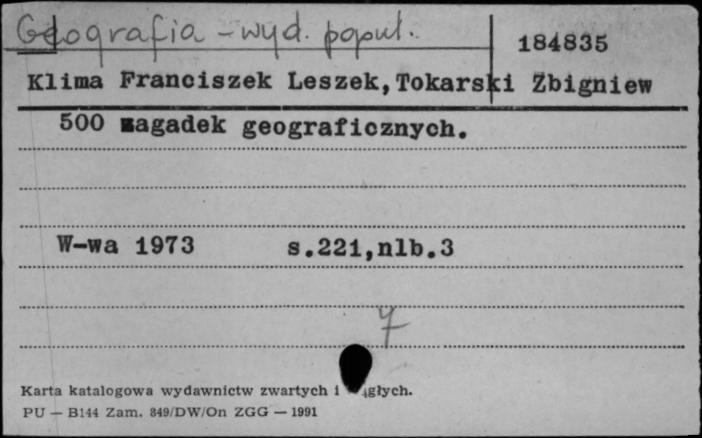 Geografia - wyd. popul.
184835
Klima Franciszek Leszek, Tokarski Zbigniew
500 zagadek geograficznych.
W-wa 1973 s.221,nlb.3
7
Karta katalogowa wydawnictw zwartych i
PU — B144 Zam. 849/DW/On ZGG — 1991